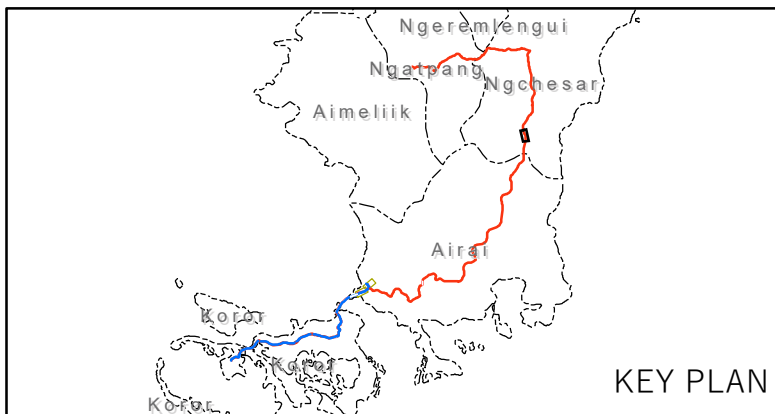 Ngeremlengui
Ngatpang
Ngchesar
Aimeliik
Airai
Koror
Koror
KEY PLAN
Koror